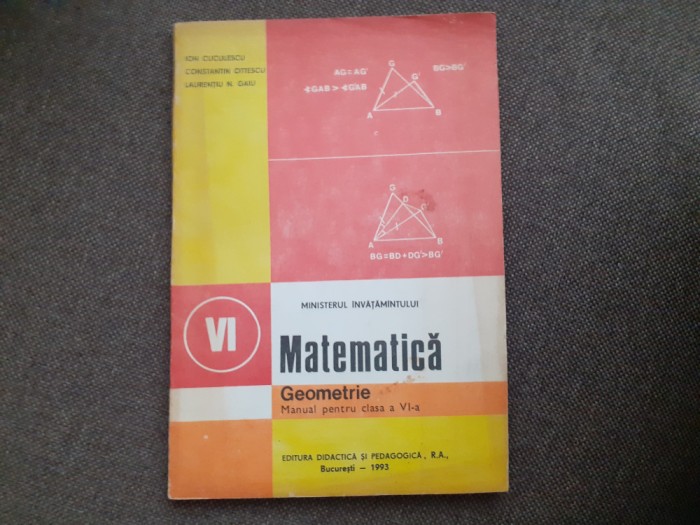 ION CUCULESCU
CONSTANTIN OTTESCU
LAURENȚIU N. GAIU
AG=AG' G BG>BG'
∢GAB > ∢G'AB G'
A B
G
D G'
A B
BG=BD+DG'>BG'
MINISTERUL ÎNVĂȚĂMÎNTULUI
VI
Matematică
Geometrie
Manual pentru clasa a VI-a
EDITURA DIDACTICĂ ȘI PEDAGOGICĂ, R.A.,
București – 1993